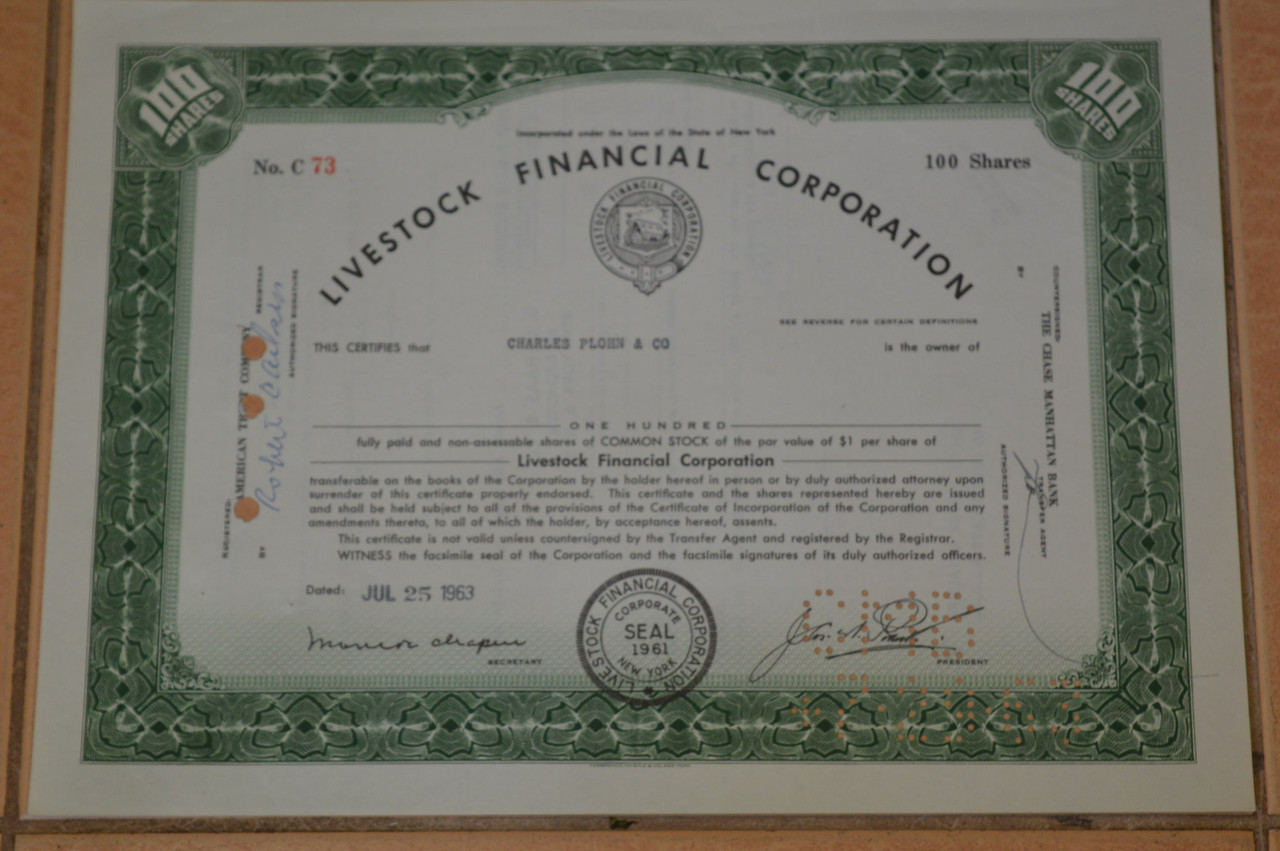 100 SHARES
100 SHARES
Incorporated under the Laws of the State of New York
No. C 73
100 Shares
LIVESTOCK FINANCIAL CORPORATION
LIVESTOCK FINANCIAL CORPORATION
SEE REVERSE FOR CERTAIN DEFINITIONS
THIS CERTIFIES that CHARLES PLOHN & CO is the owner of
ONE HUNDRED
fully paid and non-assessable shares of COMMON STOCK of the par value of $1 per share of
Livestock Financial Corporation
transferable on the books of the Corporation by the holder hereof in person or by duly authorized attorney upon
surrender of this certificate properly endorsed. This certificate and the shares represented hereby are issued
and shall be held subject to all of the provisions of the Certificate of Incorporation of the Corporation and any
amendments thereto, to all of which the holder, by acceptance hereof, assents.
This certificate is not valid unless countersigned by the Transfer Agent and registered by the Registrar.
WITNESS the facsimile seal of the Corporation and the facsimile signatures of its duly authorized officers.
Dated: JUL 25 1963
LIVESTOCK FINANCIAL CORPORATION
CORPORATE
SEAL
1961
NEW YORK
SECRETARY
PRESIDENT
REGISTERED:
AMERICAN TRUST COMPANY
REGISTRAR
BY
Robert
AUTHORIZED SIGNATURE
COUNTERSIGNED:
THE CHASE MANHATTAN BANK
TRANSFER AGENT
BY
AUTHORIZED SIGNATURE